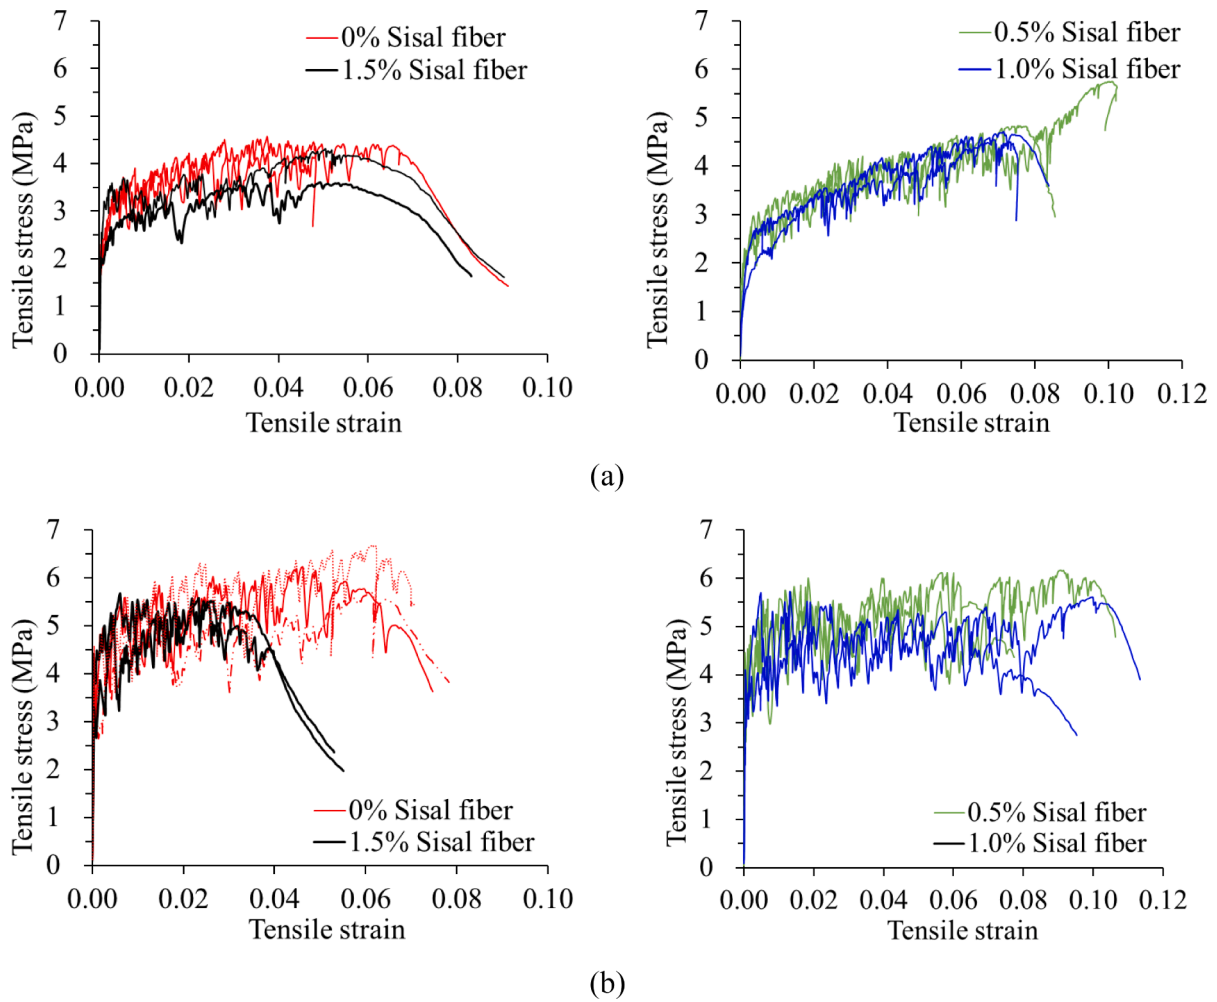 7
6
5
4
3
2
1
0
Tensile stress (MPa)
0% Sisal fiber
1.5% Sisal fiber
0.00 0.02 0.04 0.06 0.08 0.10
Tensile strain
7
6
5
4
3
2
1
0
Tensile stress (MPa)
0.5% Sisal fiber
1.0% Sisal fiber
0.00 0.02 0.04 0.06 0.08 0.10 0.12
Tensile strain
(a)
7
6
5
4
3
2
1
0
Tensile stress (MPa)
0% Sisal fiber
1.5% Sisal fiber
0.00 0.02 0.04 0.06 0.08 0.10
Tensile strain
7
6
5
4
3
2
1
0
Tensile stress (MPa)
0.5% Sisal fiber
1.0% Sisal fiber
0.00 0.02 0.04 0.06 0.08 0.10 0.12
Tensile strain
(b)